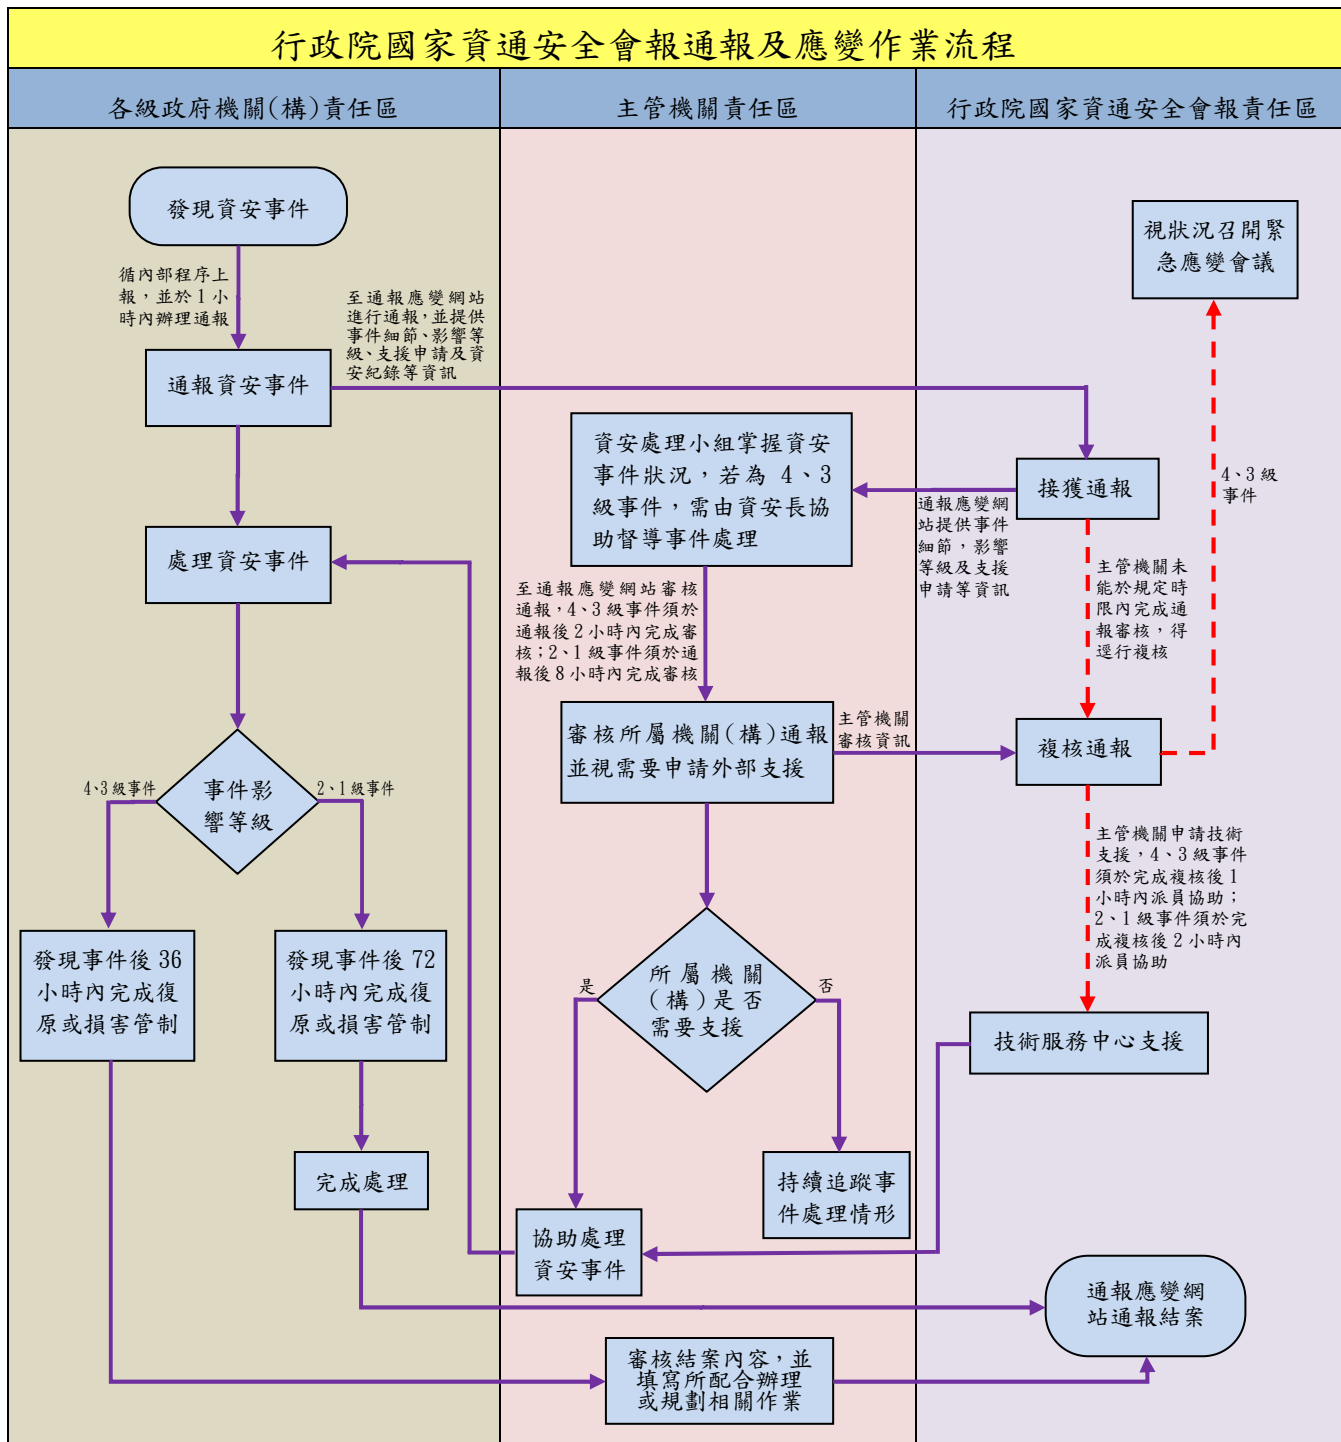 行政院國家資通安全會報通報及應變作業流程
各級政府機關(構)責任區
主管機關責任區
行政院國家資通安全會報責任區
發現資安事件
循內部程序上
報，並於1小
時內辦理通報
至通報應變網站
進行通報，並提供
事件細節、影響等
級、支援申請及資
安紀錄等資訊
通報資安事件
處理資安事件
事件影
響等級
4、3級事件
2、1級事件
發現事件後36
小時內完成復
原或損害管制
發現事件後72
小時內完成復
原或損害管制
完成處理
資安處理小組掌握資安
事件狀況，若為4、3
級事件，需由資安長協
助督導事件處理
至通報應變網站審核
通報，4、3級事件須於
通報後2小時內完成審
核；2、1級事件須於通
報後8小時內完成審核
審核所屬機關(構)通報
並視需要申請外部支援
主管機關
審核資訊
所屬機關
(構)是否
需要支援
是
否
持續追蹤事
件處理情形
協助處理
資安事件
審核結案內容，並
填寫所配合辦理
或規劃相關作業
視狀況召開緊
急應變會議
4、3級
事件
接獲通報
通報應變網
站提供事件
細節，影響
等級及支援
申請等資訊
主管機關未
能於規定時
限內完成通
報審核，得
逕行複核
複核通報
主管機關申請技術
支援，4、3級事件
須於完成複核後1
小時內派員協助；
2、1級事件須於完
成複核後2小時內
派員協助
技術服務中心支援
通報應變網
站通報結案